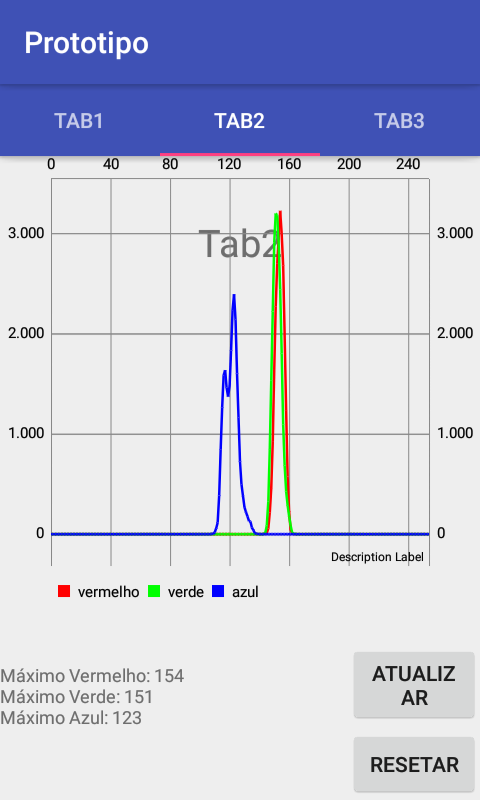 Prototipo
TAB1 TAB2 TAB3
0 40 80 120 160 200 240
3.000 3.000
Tab2
2.000 2.000
1.000 1.000
0 0
Description Label
vermelho verde azul
Máximo Vermelho: 154
Máximo Verde: 151
Máximo Azul: 123
ATUALIZ
AR
RESETAR